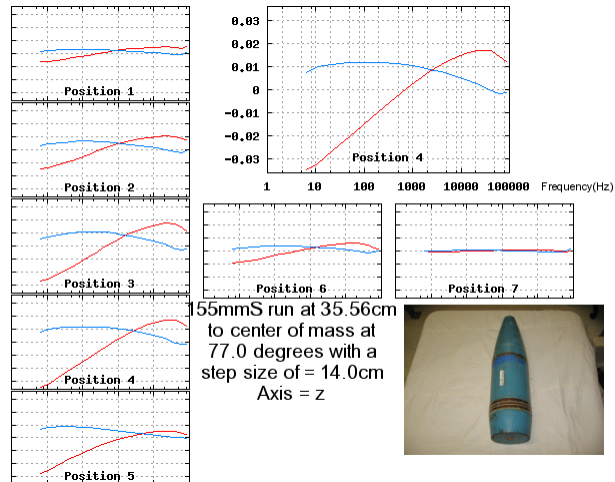 Position 1
Position 2
Position 3
Position 4
Position 5
0.03
0.02
0.01
0
-0.01
-0.02
-0.03
Position 4
1 10 100 1000 10000 100000 Frequency(Hz)
Position 6
Position 7
155mmS run at 35.56cm
to center of mass at
77.0 degrees with a
step size of = 14.0cm
Axis = z